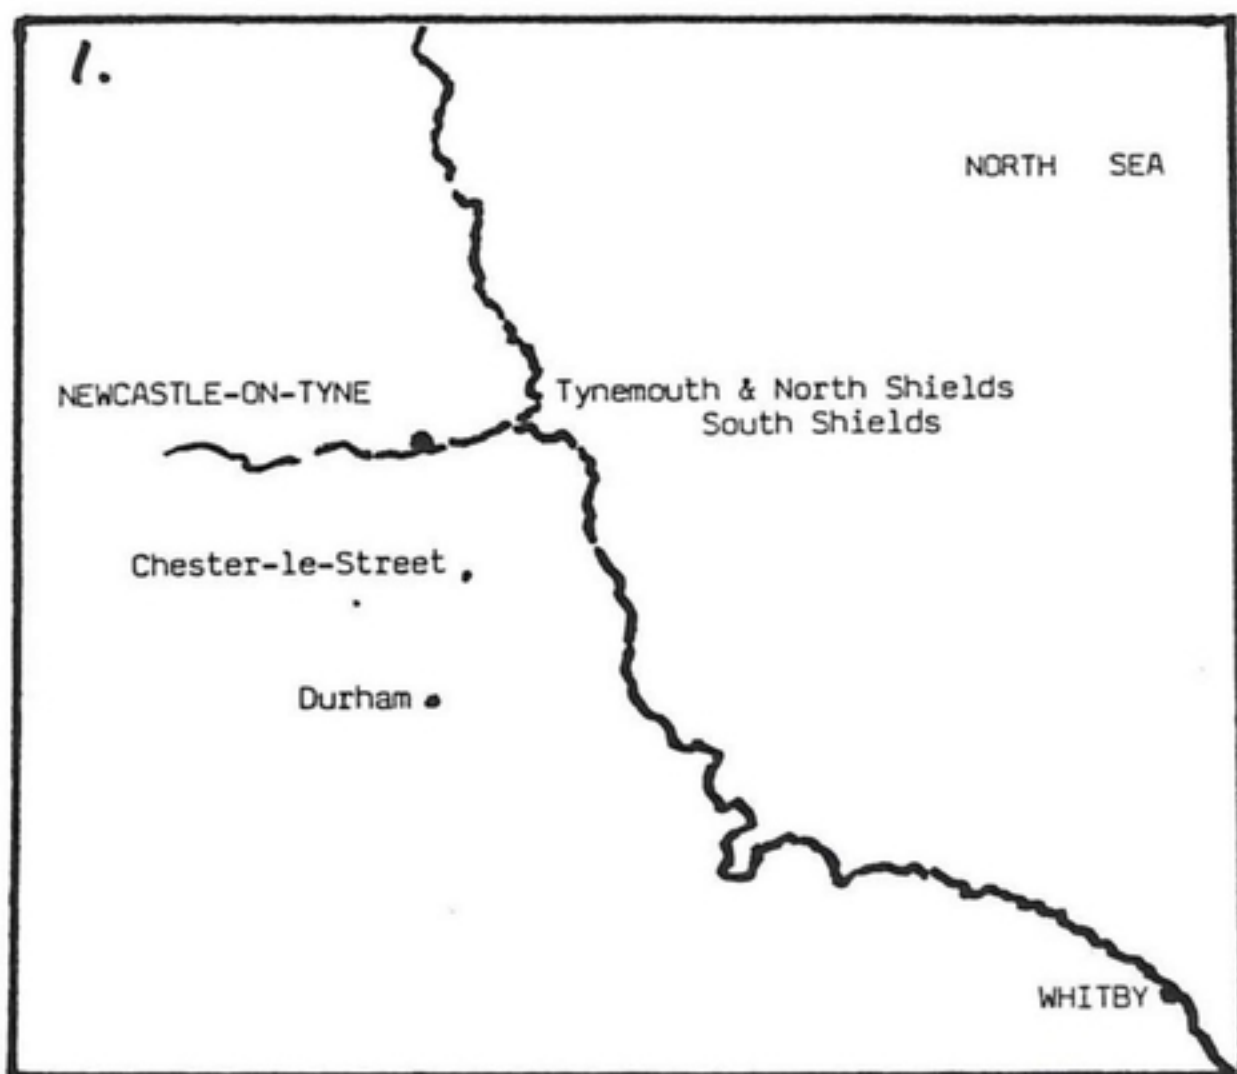 1.
NORTH SEA
NEWCASTLE-ON-TYNE
Tynemouth & North Shields
South Shields
Chester-le-Street
Durham
WHITBY